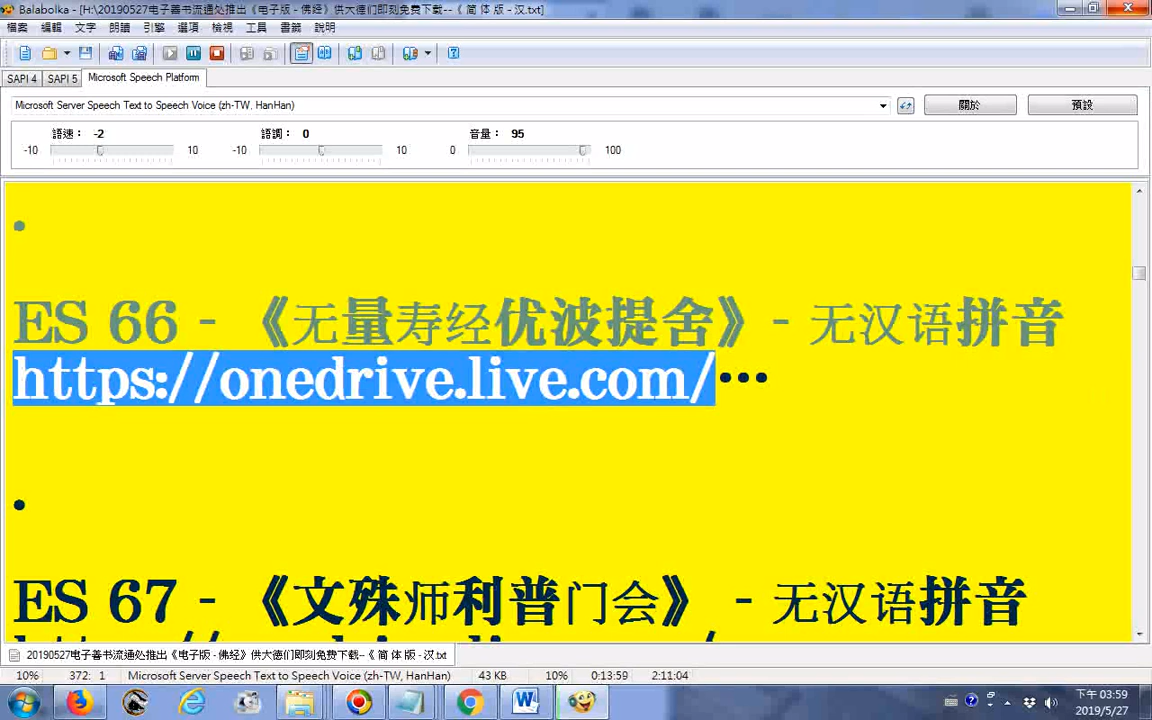 Balabolka - [H:\20190527电子善书流通处推出《电子版 - 佛经》供大德们即刻免费下载--《 简 体 版 - 汉.txt]
檔案 編輯 文字 朗讀 引擎 選項 檢視 工具 書籤 說明
SAPI 4 SAPI 5 Microsoft Speech Platform
Microsoft Server Speech Text to Speech Voice (zh-TW, HanHan) 關於 預設
語速： -2 語調： 0 音量： 95
-10 10 -10 10 0 100
•
ES 66 - 《无量寿经优波提舍》- 无汉语拼音
https://onedrive.live.com/…
•
ES 67 - 《文殊师利普门会》 - 无汉语拼音
https://onedrive.live.com/
20190527电子善书流通处推出《电子版 - 佛经》供大德们即刻免费下载--《 简 体 版 - 汉.txt
10% 372: 1 Microsoft Server Speech Text to Speech Voice (zh-TW, HanHan) 43 KB 10% 0:13:59 2:11:04
下午 03:59
2019/5/27